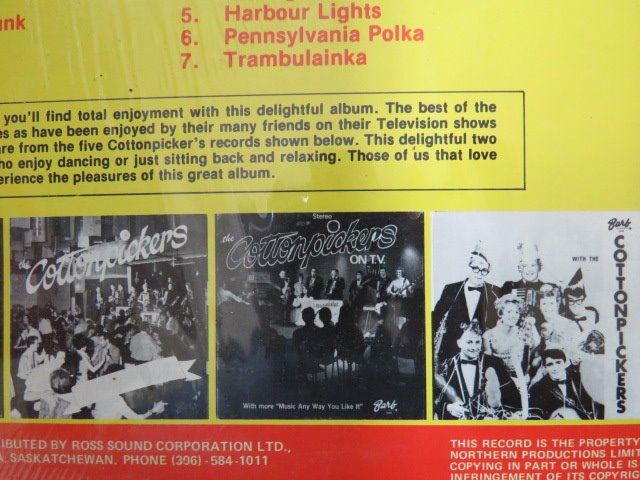 unk
5. Harbour Lights
6. Pennsylvania Polka
7. Trambulainka
you'll find total enjoyment with this delightful album. The best of the
es as have been enjoyed by their many friends on their Television shows
are from the five Cottonpicker's records shown below. This delightful two
ho enjoy dancing or just sitting back and relaxing. Those of us that love
perience the pleasures of this great album.
the Cottonpickers
Stereo
the Cottonpickers
ON T.V.
With more "Music Any Way You Like It"
Barb
Barb
WITH THE
COTTONPICKERS
RIBUTED BY ROSS SOUND CORPORATION LTD.,
A, SASKATCHEWAN. PHONE (306) - 584 - 1011
THIS RECORD IS THE PROPERTY
NORTHERN PRODUCTIONS LIMIT
COPYING IN PART OR WHOLE IS
INFRINGEMENT OF ITS COPYRIG